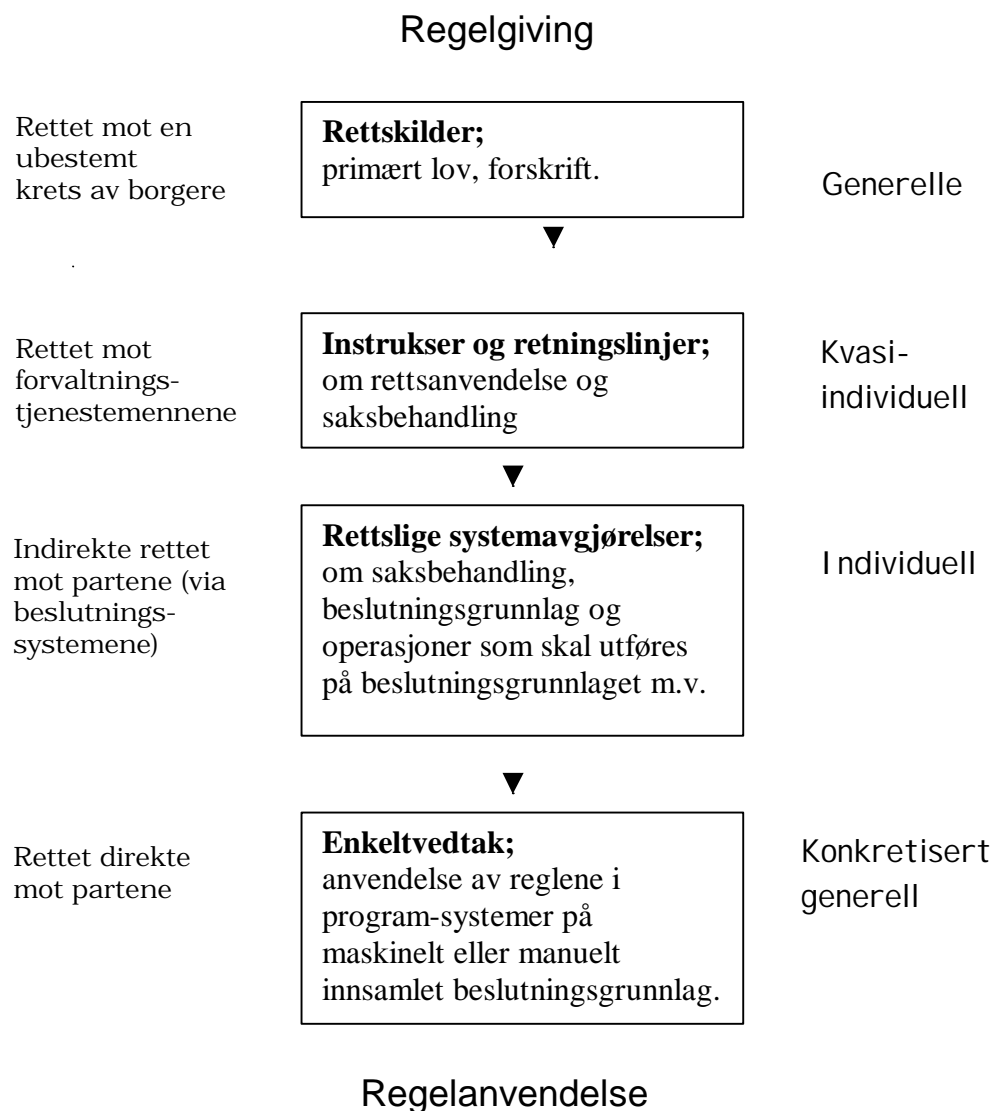 Regelgiving
Rettet mot en
ubestemt
krets av borgere
Rettskilder;
primært lov, forskrift.
Generelle
Rettet mot
forvaltnings-
tjenestemennene
Instrukser og retningslinjer;
om rettsanvendelse og
saksbehandling
Kvasi-
individuell
Indirekte rettet
mot partene (via
beslutnings-
systemene)
Rettslige systemavgjørelser;
om saksbehandling,
beslutningsgrunnlag og
operasjoner som skal utføres
på beslutningsgrunnlaget m.v.
Individuell
Rettet direkte
mot partene
Enkeltvedtak;
anvendelse av reglene i
program-systemer på
maskinelt eller manuelt
innsamlet beslutningsgrunnlag.
Konkretisert
generell
Regelanvendelse